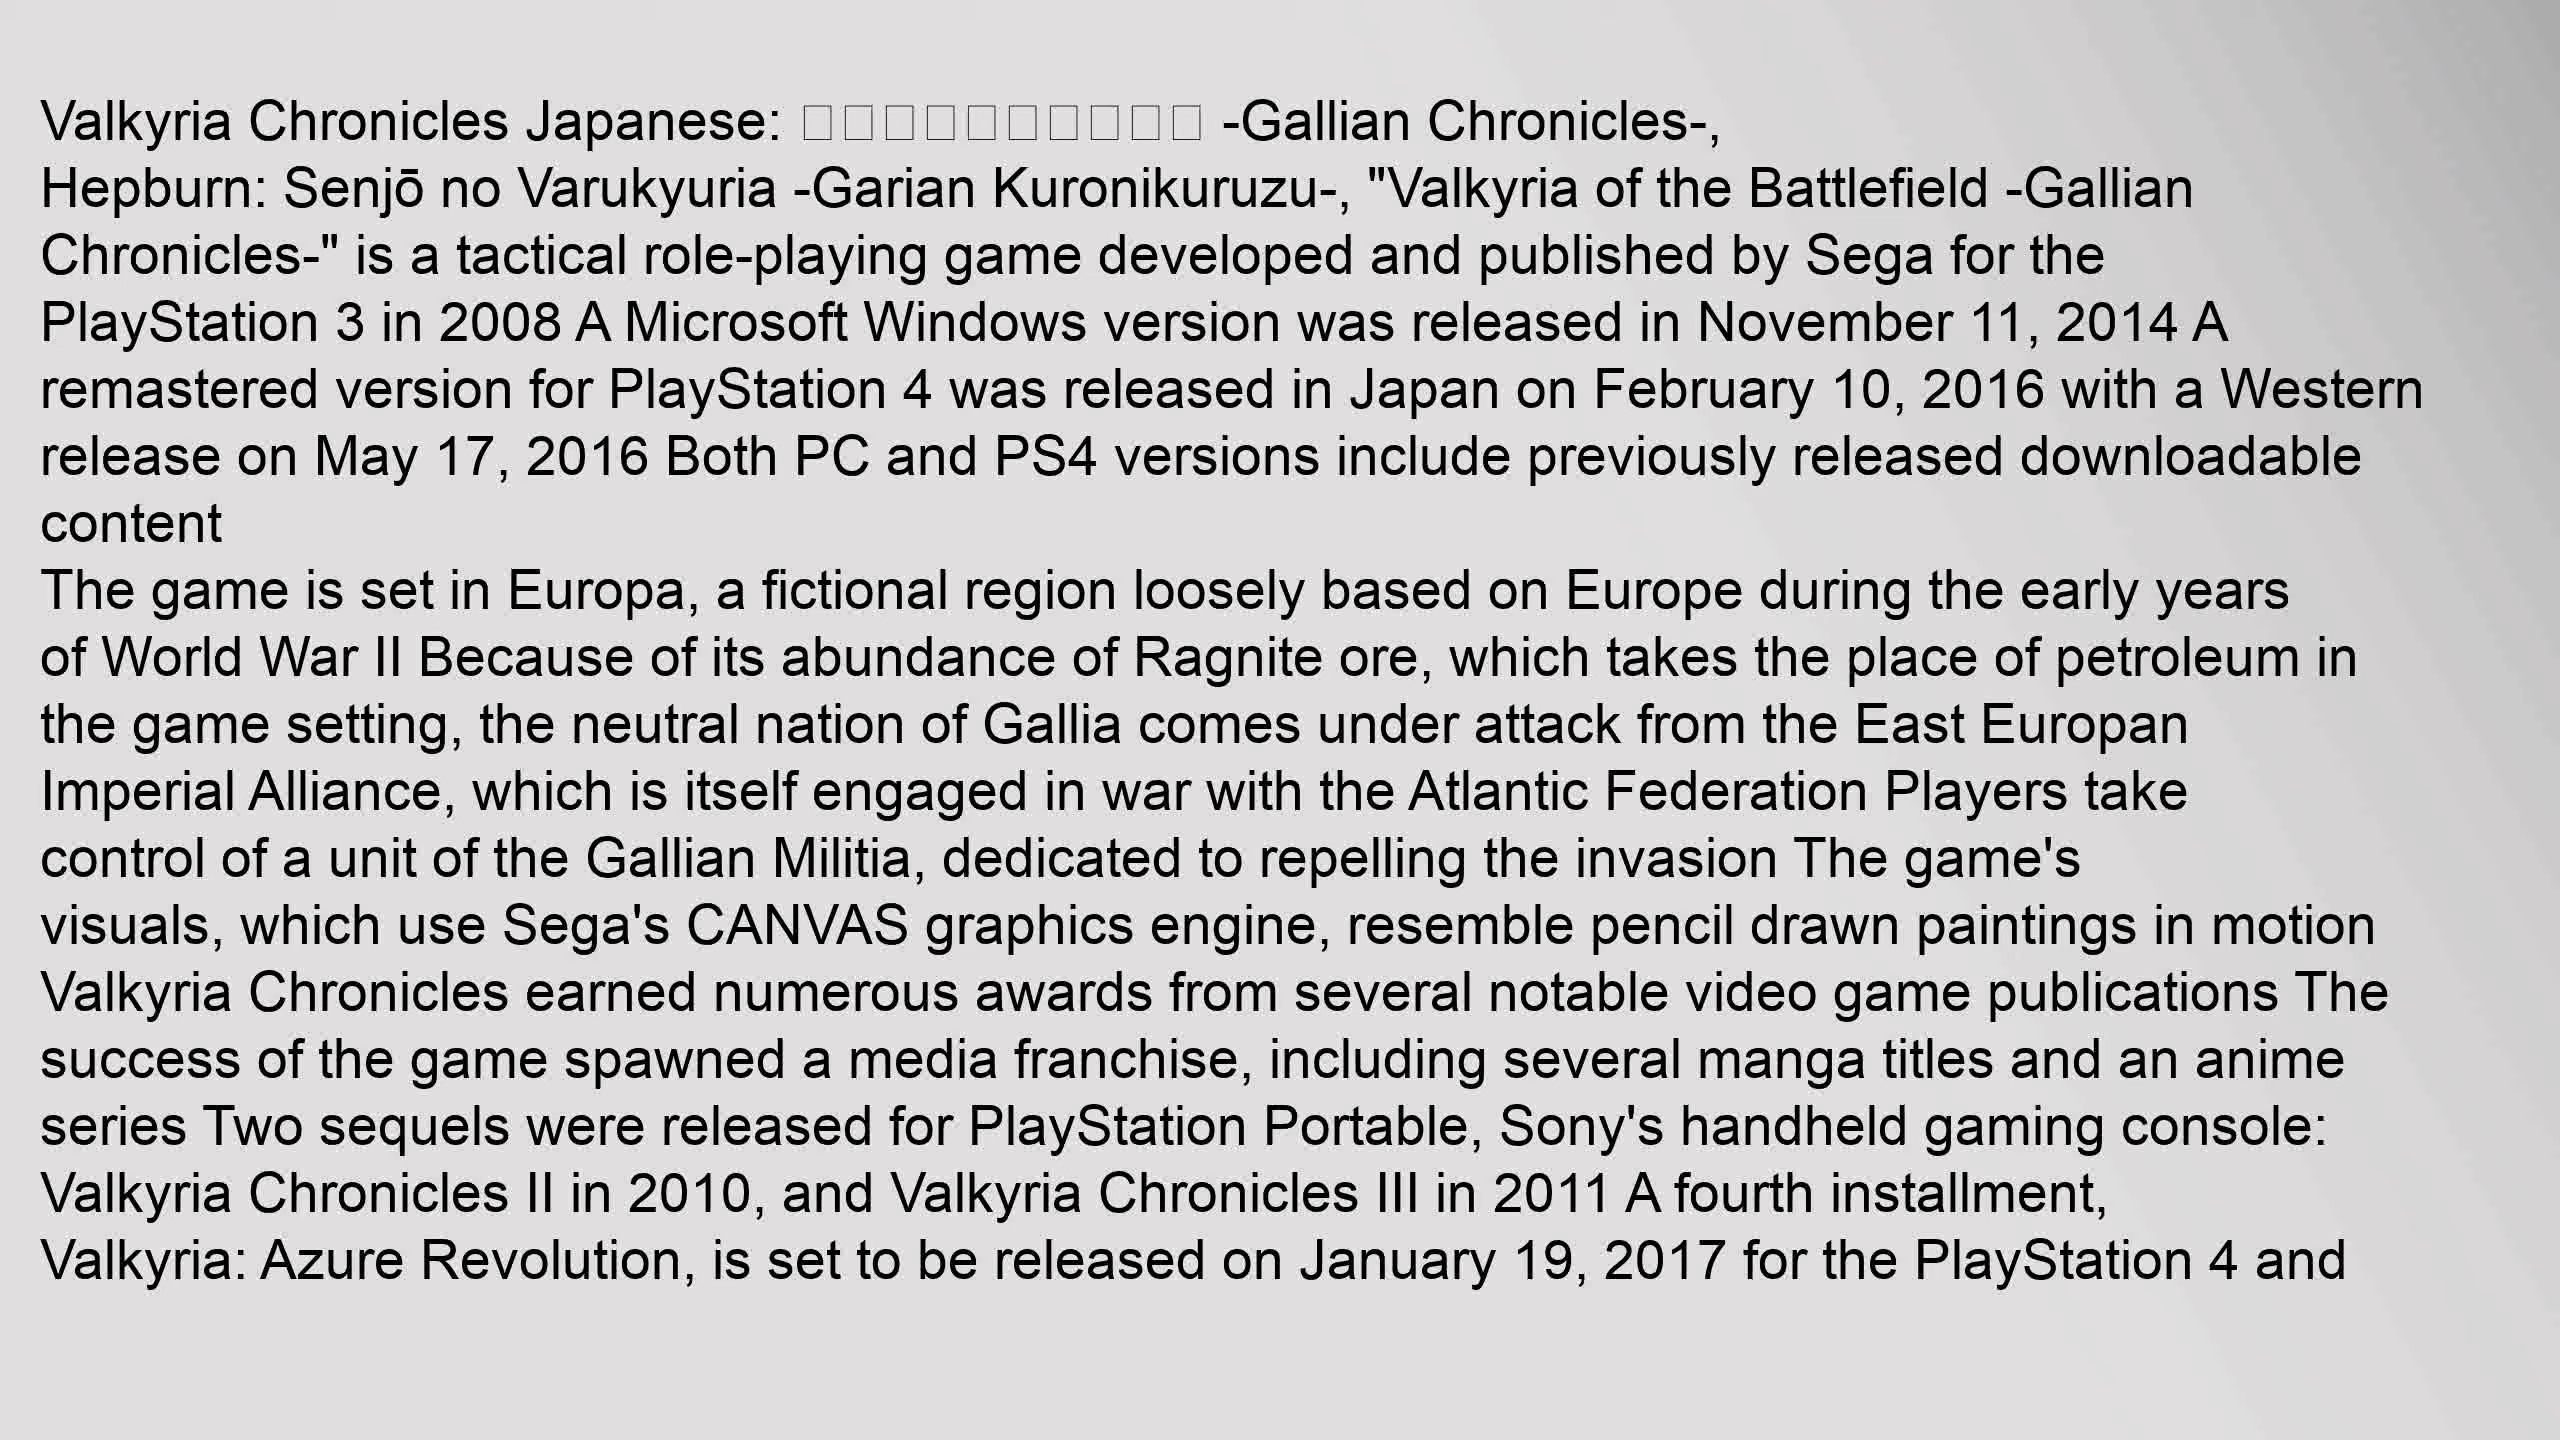 Valkyria Chronicles Japanese: □□□□□□□□□□ -Gallian Chronicles-,
Hepburn: Senjō no Varukyuria -Garian Kuronikuruzu-, "Valkyria of the Battlefield -Gallian
Chronicles-" is a tactical role-playing game developed and published by Sega for the
PlayStation 3 in 2008 A Microsoft Windows version was released in November 11, 2014 A
remastered version for PlayStation 4 was released in Japan on February 10, 2016 with a Western
release on May 17, 2016 Both PC and PS4 versions include previously released downloadable
content
The game is set in Europa, a fictional region loosely based on Europe during the early years
of World War II Because of its abundance of Ragnite ore, which takes the place of petroleum in
the game setting, the neutral nation of Gallia comes under attack from the East Europan
Imperial Alliance, which is itself engaged in war with the Atlantic Federation Players take
control of a unit of the Gallian Militia, dedicated to repelling the invasion The game's
visuals, which use Sega's CANVAS graphics engine, resemble pencil drawn paintings in motion
Valkyria Chronicles earned numerous awards from several notable video game publications The
success of the game spawned a media franchise, including several manga titles and an anime
series Two sequels were released for PlayStation Portable, Sony's handheld gaming console:
Valkyria Chronicles II in 2010, and Valkyria Chronicles III in 2011 A fourth installment,
Valkyria: Azure Revolution, is set to be released on January 19, 2017 for the PlayStation 4 and